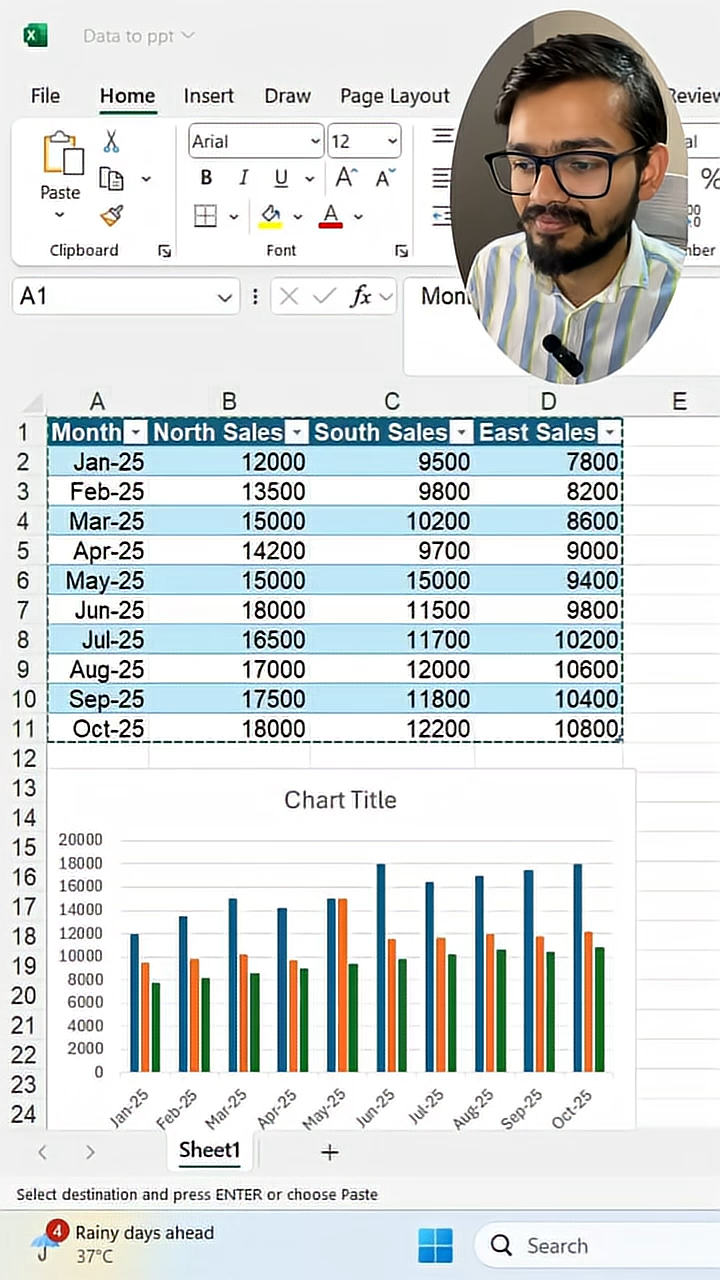 Data to ppt
File Home Insert Draw Page Layout Review
Paste
Arial 12
B I U A A
A
%
Clipboard Font
A1 fx Mon
A B C D E
1 Month North Sales South Sales East Sales
2 Jan-25 12000 9500 7800
3 Feb-25 13500 9800 8200
4 Mar-25 15000 10200 8600
5 Apr-25 14200 9700 9000
6 May-25 15000 15000 9400
7 Jun-25 18000 11500 9800
8 Jul-25 16500 11700 10200
9 Aug-25 17000 12000 10600
10 Sep-25 17500 11800 10400
11 Oct-25 18000 12200 10800
12
13
14
15
16
17
18
19
20
21
22
23
24
Chart Title
20000
18000
16000
14000
12000
10000
8000
6000
4000
2000
0
Jan-25 Feb-25 Mar-25 Apr-25 May-25 Jun-25 Jul-25 Aug-25 Sep-25 Oct-25
Sheet1
Select destination and press ENTER or choose Paste
4 Rainy days ahead
37°C
Search